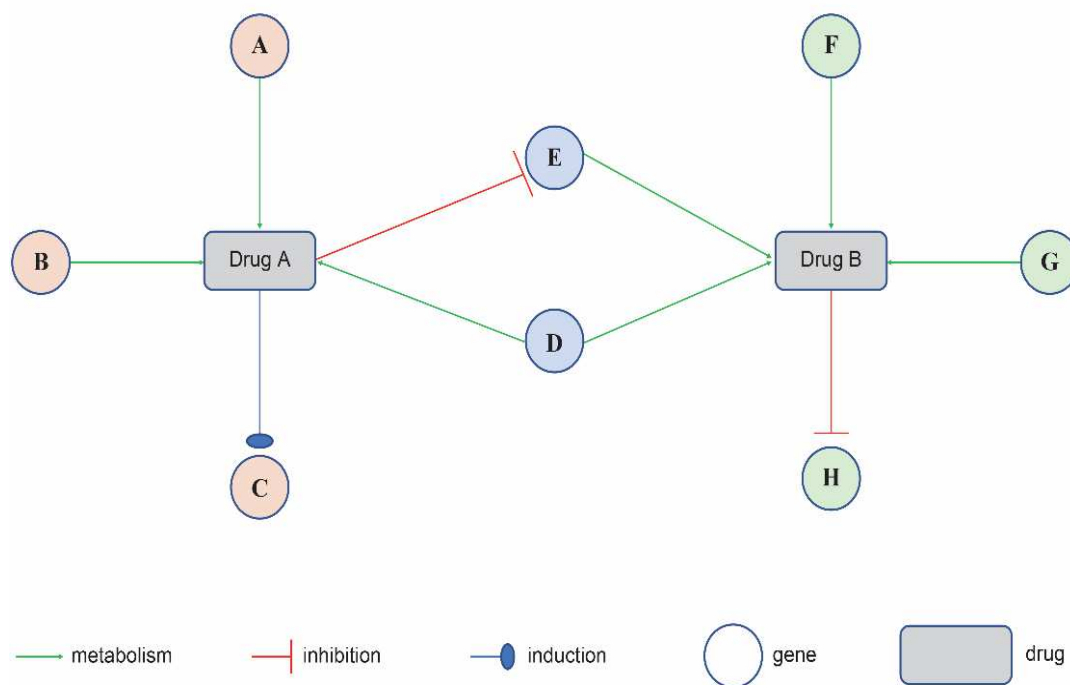 A
F
E
B
Drug A
Drug B
G
D
C
H
metabolism
inhibition
induction
gene
drug